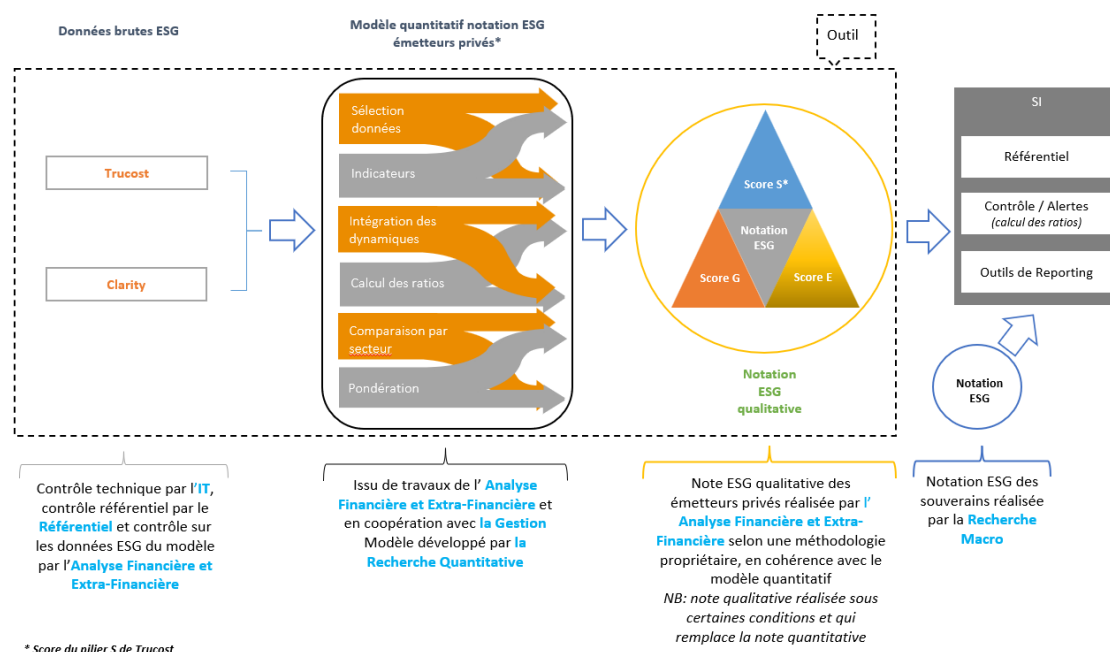 Données brutes ESG
Modèle quantitatif notation ESG
émetteurs privés*
Outil
Trucost
Clarity
Sélection
données
Indicateurs
Intégration des
dynamiques
Calcul des ratios
Comparaison par
secteur
Pondération
Score S*
Notation
ESG
Score G
Score E
Notation
ESG
qualitative
SI
Référentiel
Contrôle / Alertes
(calcul des ratios)
Outils de Reporting
Notation
ESG
Contrôle technique par l'IT,
contrôle référentiel par le
Référentiel et contrôle sur
les données ESG du modèle
par l'Analyse Financière et
Extra-Financière
Issu de travaux de l' Analyse
Financière et Extra-Financière et
en coopération avec la Gestion
Modèle développé par la
Recherche Quantitative
Note ESG qualitative des
émetteurs privés réalisée par l'
Analyse Financière et Extra-
Financière selon une méthodologie
propriétaire, en cohérence avec le
modèle quantitatif
NB: note qualitative réalisée sous
certaines conditions et qui
remplace la note quantitative
Notation ESG des
souverains réalisée
par la Recherche
Macro
* Score du pilier S de Trucost